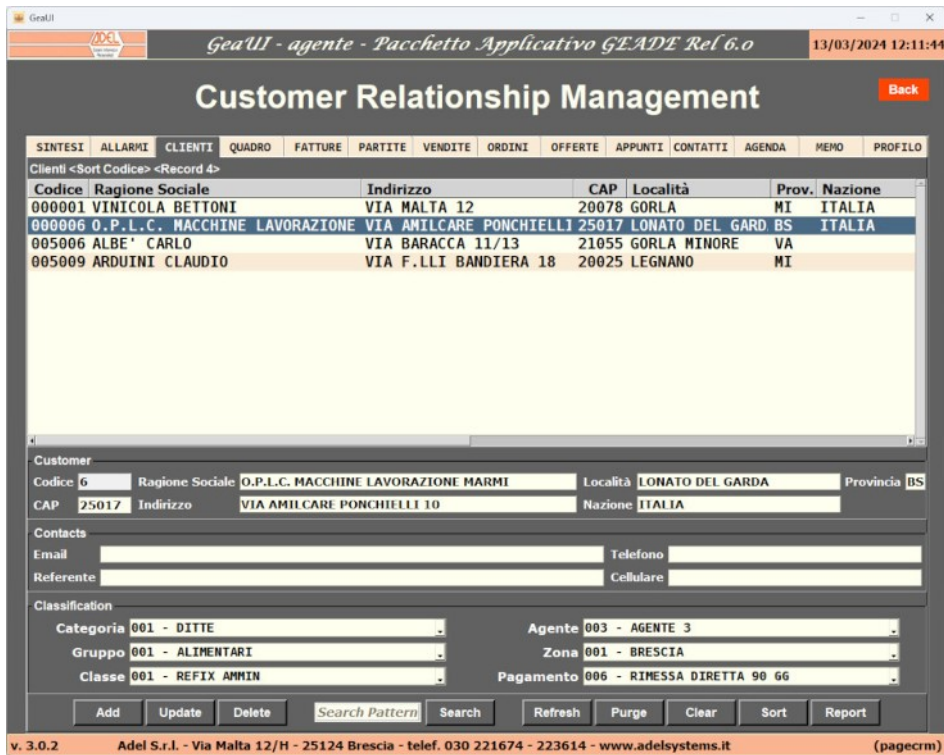 GeaUI
ADEL GeaUI - agente - Pacchetto Applicativo GEADE Rel 6.0 13/03/2024 12:11:44
Customer Relationship Management Back
SINTESI ALLARMI CLIENTI QUADRO FATTURE PARTITE VENDITE ORDINI OFFERTE APPUNTI CONTATTI AGENDA MEMO PROFILO
Clienti <Sort Codice> <Record 4>
Codice Ragione Sociale Indirizzo CAP Località Prov. Nazione
000001 VINICOLA BETTONI VIA MALTA 12 20078 GORLA MI ITALIA
000006 O.P.L.C. MACCHINE LAVORAZIONE VIA AMILCARE PONCHIELLI 25017 LONATO DEL GARD BS ITALIA
005006 ALBE' CARLO VIA BARACCA 11/13 21055 GORLA MINORE VA
005009 ARDUINI CLAUDIO VIA F.LLI BANDIERA 18 20025 LEGNANO MI
Customer
Codice 6 Ragione Sociale O.P.L.C. MACCHINE LAVORAZIONE MARMI Località LONATO DEL GARDA Provincia BS
CAP 25017 Indirizzo VIA AMILCARE PONCHIELLI 10 Nazione ITALIA
Contacts
Email Telefono
Referente Cellulare
Classification
Categoria 001 - DITTE Agente 003 - AGENTE 3
Gruppo 001 - ALIMENTARI Zona 001 - BRESCIA
Classe 001 - REFIX AMMIN Pagamento 006 - RIMESSA DIRETTA 90 GG
Add Update Delete Search Pattern Search Refresh Purge Clear Sort Report
v. 3.0.2 Adel S.r.l. - Via Malta 12/H - 25124 Brescia - telef. 030 221674 - 223614 - www.adelsystems.it (pagecrm)